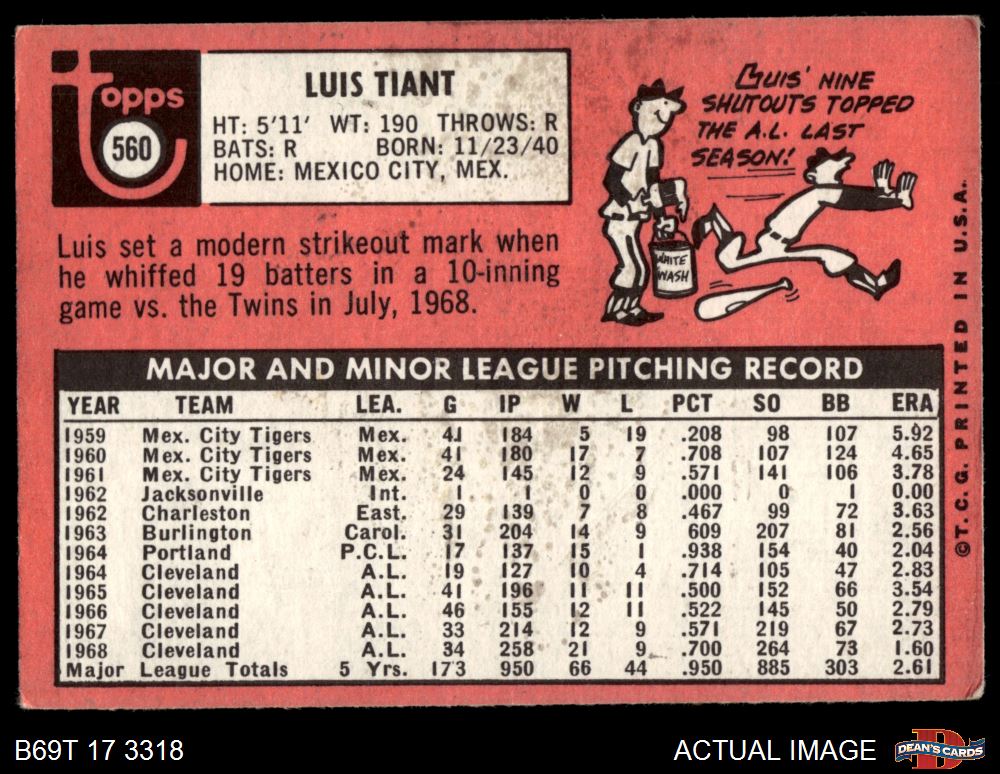 Topps
560
LUIS TIANT
HT: 5'11' WT: 190 THROWS: R
BATS: R BORN: 11/23/40
HOME: MEXICO CITY, MEX.
LUIS' NINE
SHUTOUTS TOPPED
THE A.L. LAST
SEASON!
WHITE
WASH
Luis set a modern strikeout mark when
he whiffed 19 batters in a 10-inning
game vs. the Twins in July, 1968.
MAJOR AND MINOR LEAGUE PITCHING RECORD
YEAR TEAM LEA. G IP W L PCT SO BB ERA
1959 Mex. City Tigers Mex. 41 184 5 19 .208 98 107 5.92
1960 Mex. City Tigers Mex. 41 180 17 7 .708 107 124 4.65
1961 Mex. City Tigers Mex. 24 145 12 9 .571 141 106 3.78
1962 Jacksonville Int. 1 1 0 0 .000 0 1 0.00
1962 Charleston East. 29 139 7 8 .467 99 72 3.63
1963 Burlington Carol. 31 204 14 9 609 207 81 2.56
1964 Portland P.C.L. 17 137 15 1 .938 154 40 2.04
1964 Cleveland A.L. 19 127 10 4 .714 105 47 2.83
1965 Cleveland A.L. 41 196 11 11 .500 152 66 3.54
1966 Cleveland A.L. 46 155 12 11 .522 145 50 2.79
1967 Cleveland A.L. 33 214 12 9 .571 219 67 2.73
1968 Cleveland A.L. 34 258 21 9 .700 264 73 1.60
Major League Totals 5 Yrs. 173 950 66 44 .950 885 303 2.61
©T.C.G. PRINTED IN U.S.A.
B69T 17 3318
ACTUAL IMAGE
DEAN'S CARDS